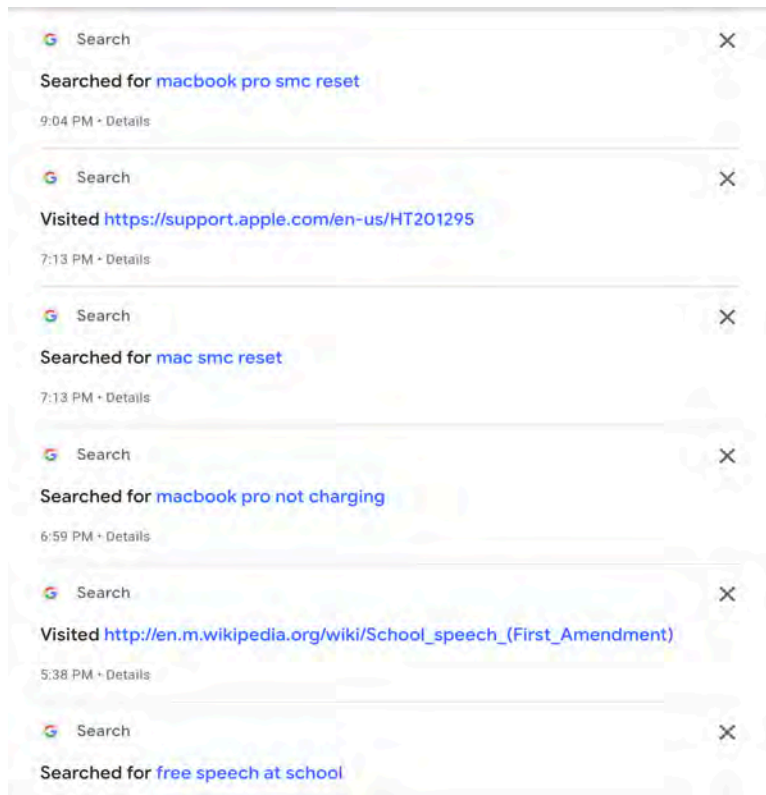 Search
Searched for macbook pro smc reset
9:04 PM • Details
Search
Visited https://support.apple.com/en-us/HT201295
7:13 PM • Details
Search
Searched for mac smc reset
7:13 PM • Details
Search
Searched for macbook pro not charging
6:59 PM • Details
Search
Visited http://en.m.wikipedia.org/wiki/School_speech_(First_Amendment)
5:38 PM • Details
Search
Searched for free speech at school